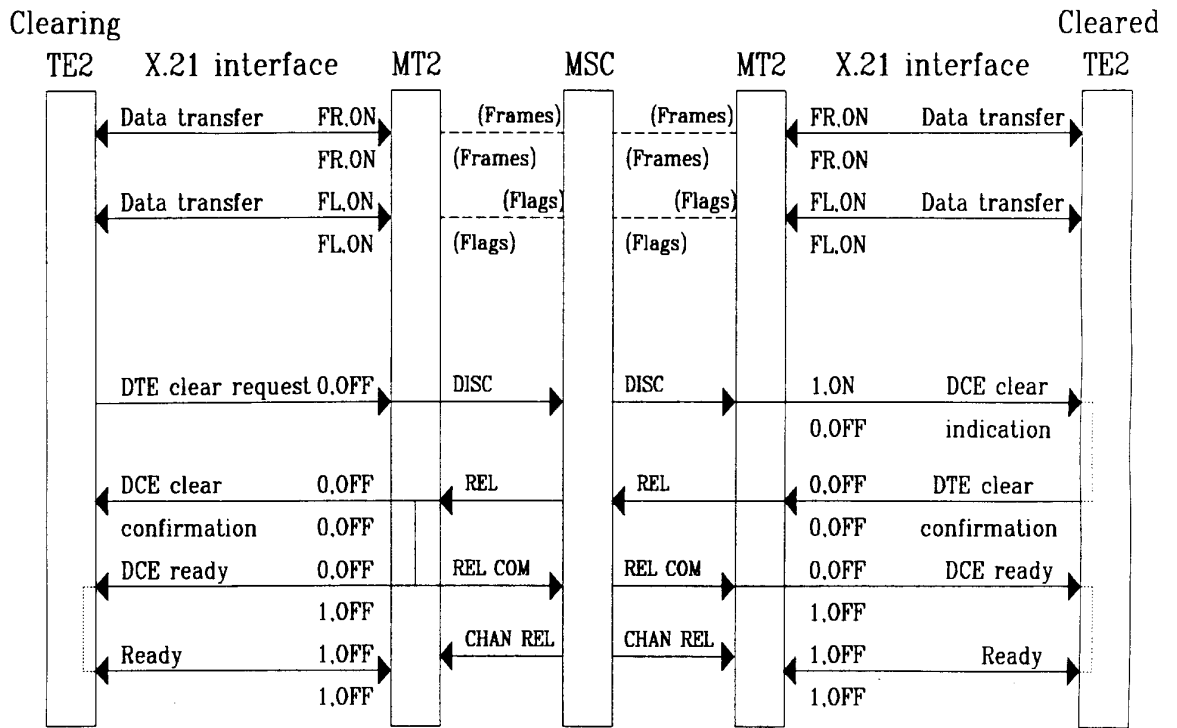 Clearing Cleared
TE2 X.21 interface MT2 MSC MT2 X.21 interface TE2
Data transfer FR.ON (Frames) (Frames) FR.ON Data transfer
FR.ON (Frames) (Frames) FR.ON
Data transfer FL.ON (Flags) (Flags) FL.ON Data transfer
FL.ON (Flags) (Flags) FL.ON
DTE clear request 0.OFF DISC DISC 1.ON DCE clear
0.OFF indication
DCE clear 0.OFF REL REL 0.OFF DTE clear
confirmation 0.OFF 0.OFF confirmation
DCE ready 0.OFF REL COM REL COM 0.OFF DCE ready
1.OFF 1.OFF
Ready 1.OFF CHAN REL CHAN REL 1.OFF Ready
1.OFF 1.OFF